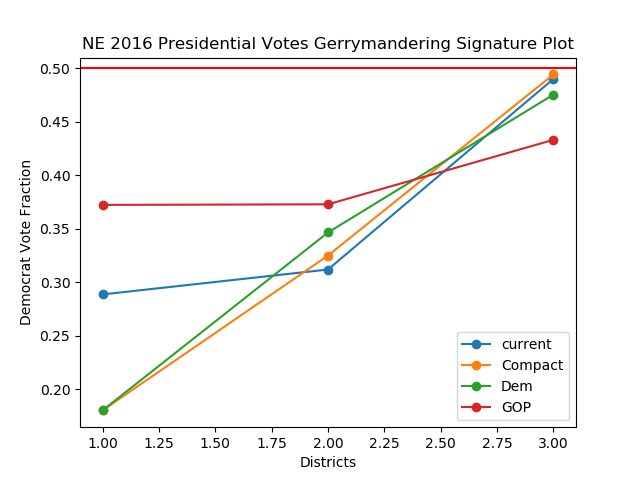 NE 2016 Presidential Votes Gerrymandering Signature Plot
0.50
0.45
0.40
0.35
0.30
0.25
0.20
Democrat Vote Fraction
current
Compact
Dem
GOP
1.00 1.25 1.50 1.75 2.00 2.25 2.50 2.75 3.00
Districts